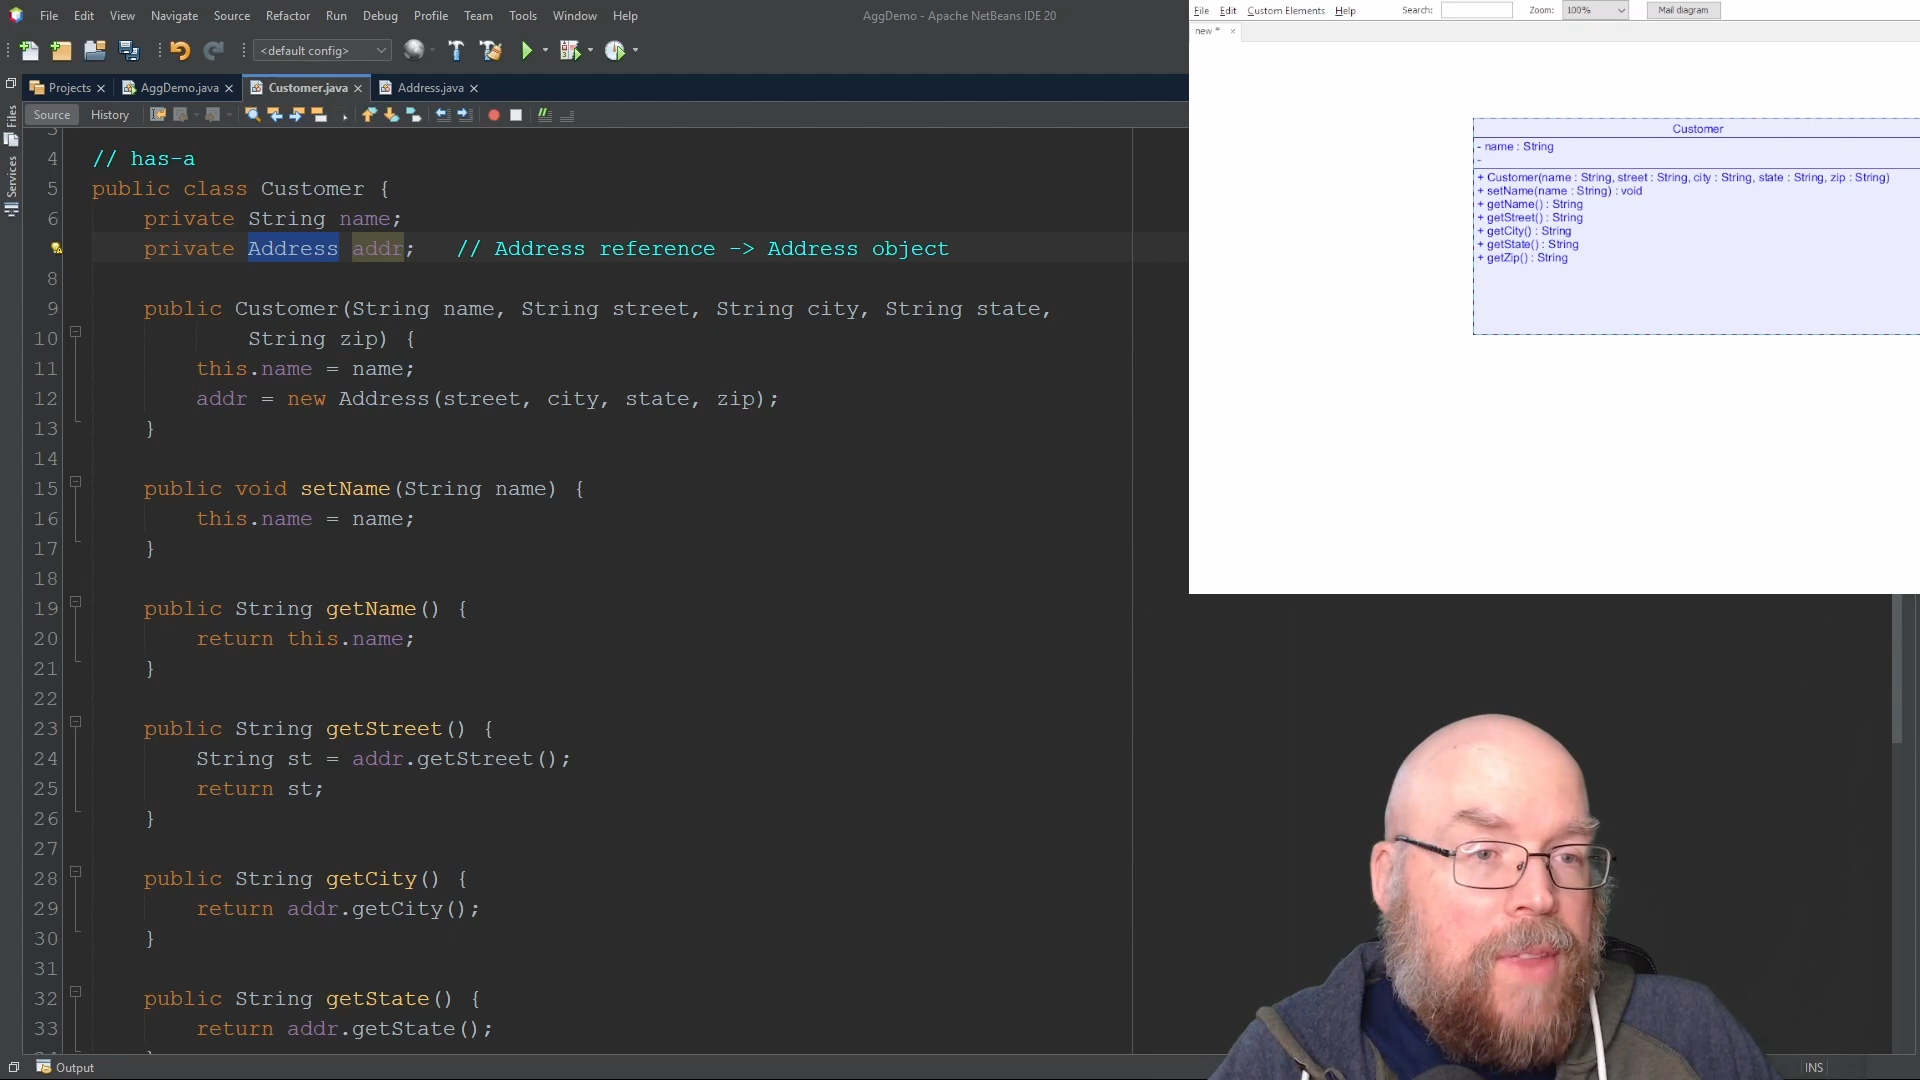 File Edit View Navigate Source Refactor Run Debug Profile Team Tools Window Help
AggDemo - Apache NetBeans IDE 20
<default config>
Projects
AggDemo.java
Customer.java
Address.java
Source History
Files
Services
3
4 // has-a
5 public class Customer {
6 private String name;
private Address addr; // Address reference -> Address object
8
9 public Customer(String name, String street, String city, String state,
10 String zip) {
11 this.name = name;
12 addr = new Address(street, city, state, zip);
13 }
14
15 public void setName(String name) {
16 this.name = name;
17 }
18
19 public String getName() {
20 return this.name;
21 }
22
23 public String getStreet() {
24 String st = addr.getStreet();
25 return st;
26 }
27
28 public String getCity() {
29 return addr.getCity();
30 }
31
32 public String getState() {
33 return addr.getState();
Output
INS
File Edit Custom Elements Help Search: Zoom: 100% Mail diagram
new *
Customer
- name : String
-
+ Customer(name : String, street : String, city : String, state : String, zip : String)
+ setName(name : String) : void
+ getName() : String
+ getStreet() : String
+ getCity() : String
+ getState() : String
+ getZip() : String